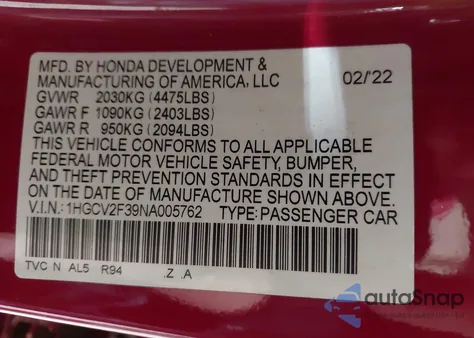 MFD. BY HONDA DEVELOPMENT &
MANUFACTURING OF AMERICA, LLC 02/22
GVWR 2030KG (4475LBS)
GAWR F 1090KG (2403LBS)
GAWR R 950KG (2094LBS)
THIS VEHICLE CONFORMS TO ALL APPLICABLE
FEDERAL MOTOR VEHICLE SAFETY, BUMPER,
AND THEFT PREVENTION STANDARDS IN EFFECT
ON THE DATE OF MANUFACTURE SHOWN ABOVE.
V.I.N.: 1HGCV2F39NA005762 TYPE: PASSENGER CAR
TVC N AL5 R94 .Z .A
autoSnap